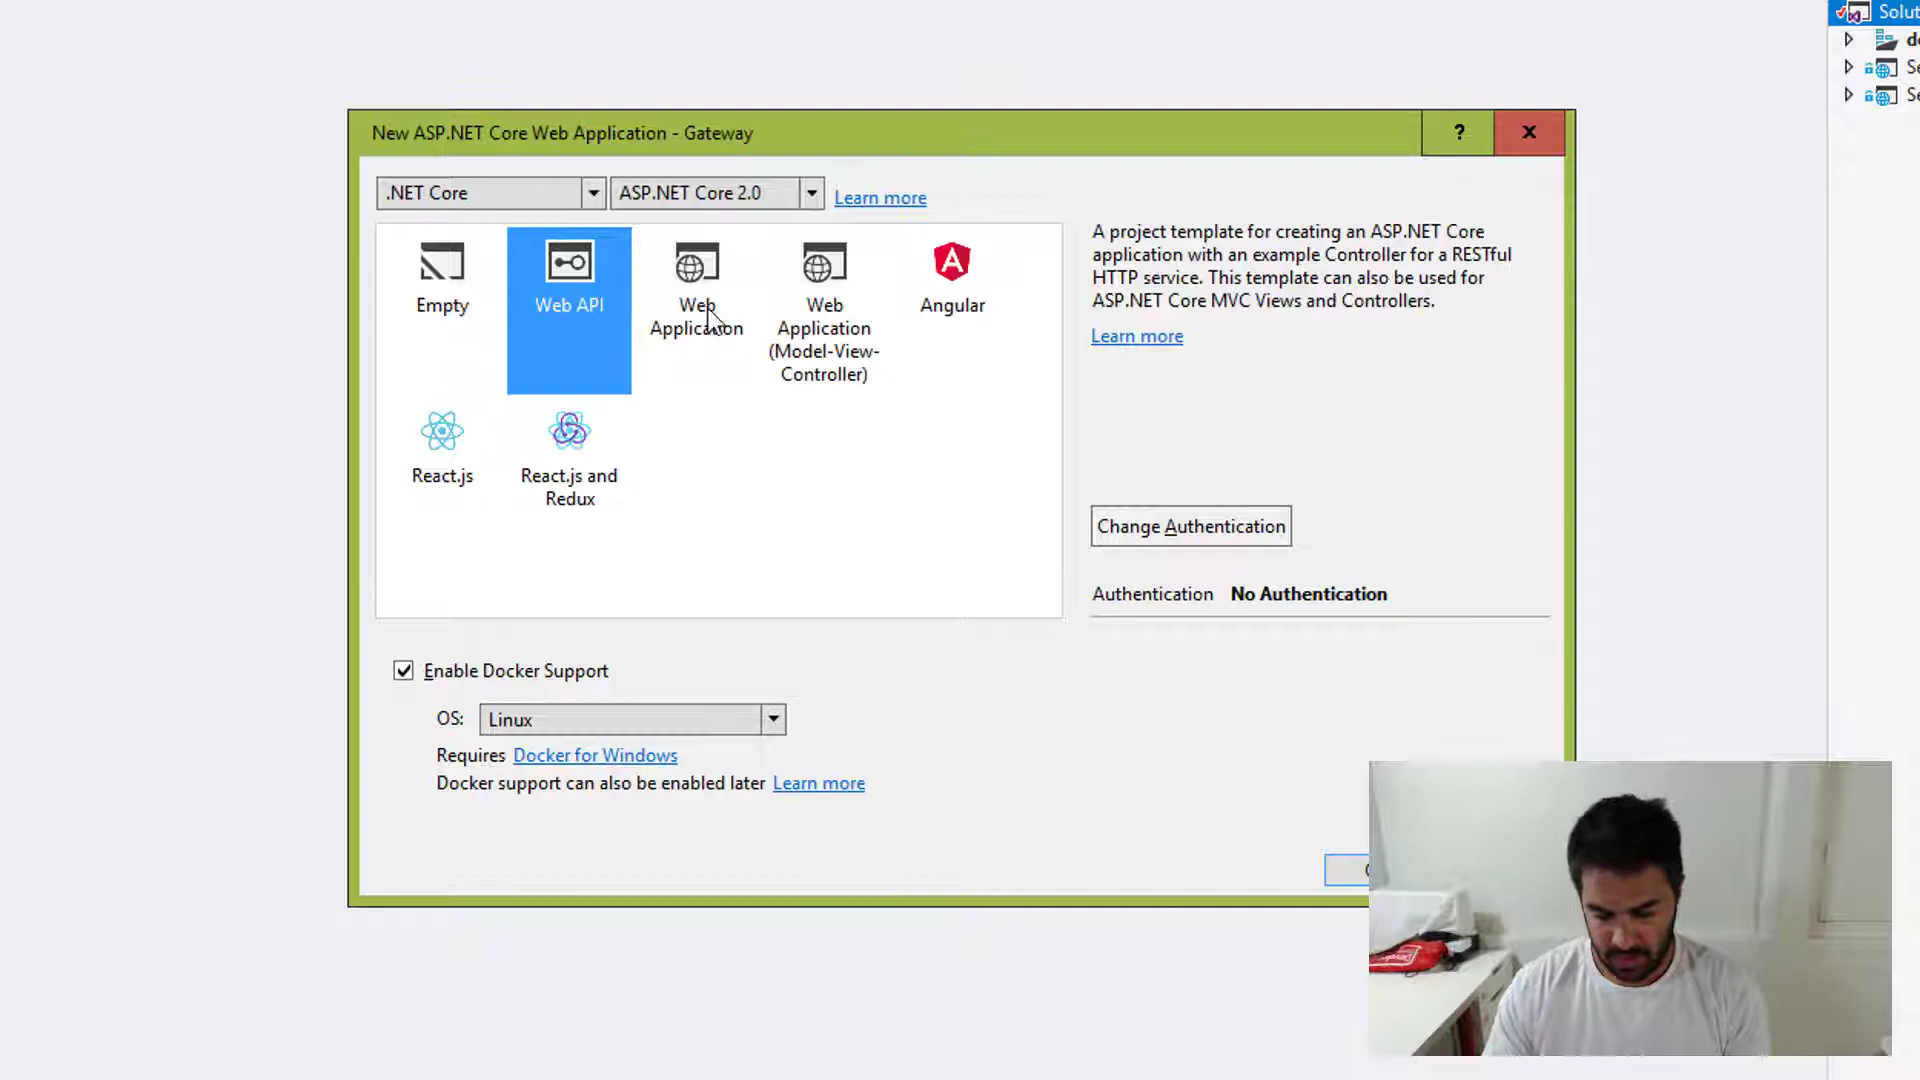 Solut
de
Se
Se
New ASP.NET Core Web Application - Gateway
?
.NET Core
ASP.NET Core 2.0
Learn more
Empty
Web API
Web
Application
Web
Application
(Model-View-
Controller)
Angular
React.js
React.js and
Redux
A project template for creating an ASP.NET Core
application with an example Controller for a RESTful
HTTP service. This template can also be used for
ASP.NET Core MVC Views and Controllers.
Learn more
Change Authentication
Authentication No Authentication
Enable Docker Support
OS: Linux
Requires Docker for Windows
Docker support can also be enabled later Learn more